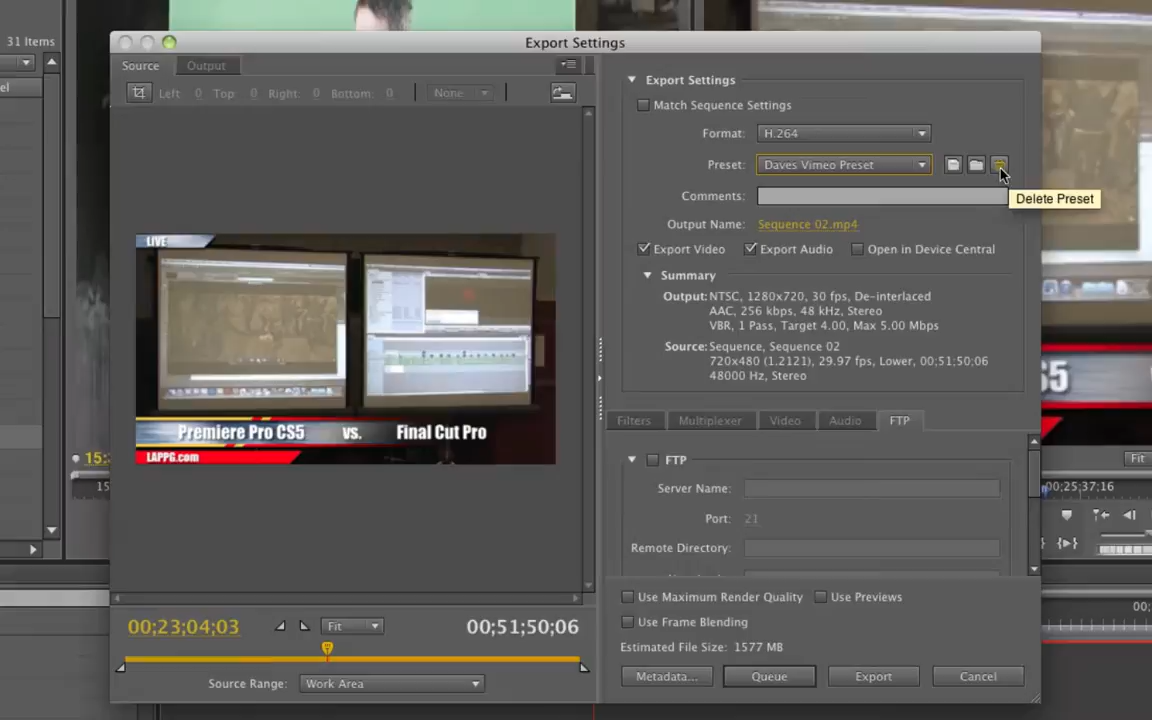 31 Items
Export Settings
Source
Output
Left: 0 Top: 0 Right: 0 Bottom: 0
None
Export Settings
Match Sequence Settings
Format: H.264
Preset: Daves Vimeo Preset
Delete Preset
Comments:
Output Name: Sequence 02.mp4
Export Video
Export Audio
Open in Device Central
Summary
Output: NTSC, 1280x720, 30 fps, De-interlaced
AAC, 256 kbps, 48 kHz, Stereo
VBR, 1 Pass, Target 4.00, Max 5.00 Mbps
Source: Sequence, Sequence 02
720x480 (1.2121), 29.97 fps, Lower, 00;51;50;06
48000 Hz, Stereo
LIVE
Premiere Pro CS5 vs. Final Cut Pro
LAPPG.com
Filters
Multiplexer
Video
Audio
FTP
FTP
Server Name:
Port: 21
Remote Directory:
Use Maximum Render Quality
Use Previews
Use Frame Blending
Estimated File Size: 1577 MB
Metadata...
Queue
Export
Cancel
00;23;04;03
Fit
00;51;50;06
Source Range: Work Area
Fit
00;25;37;16